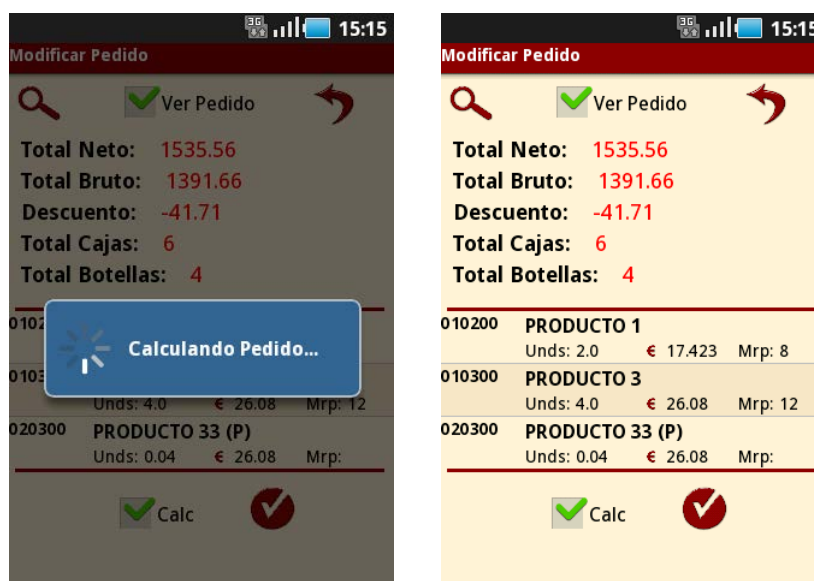 3G 15:15
Modificar Pedido
Ver Pedido
Total Neto: 1535.56
Total Bruto: 1391.66
Descuento: -41.71
Total Cajas: 6
Total Botellas: 4
0102
Calculando Pedido...
0103
Unds: 4.0 € 26.08 Mrp: 12
020300 PRODUCTO 33 (P)
Unds: 0.04 € 26.08 Mrp:
Calc
3G 15:15
Modificar Pedido
Ver Pedido
Total Neto: 1535.56
Total Bruto: 1391.66
Descuento: -41.71
Total Cajas: 6
Total Botellas: 4
010200 PRODUCTO 1
Unds: 2.0 € 17.423 Mrp: 8
010300 PRODUCTO 3
Unds: 4.0 € 26.08 Mrp: 12
020300 PRODUCTO 33 (P)
Unds: 0.04 € 26.08 Mrp:
Calc